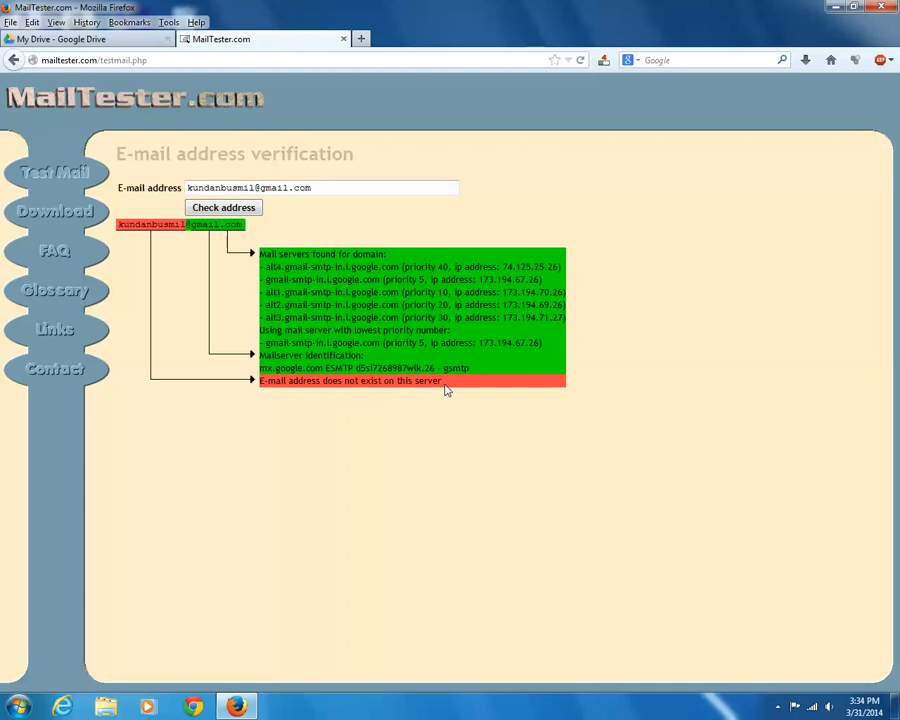 MailTester.com - Mozilla Firefox
File Edit View History Bookmarks Tools Help
My Drive - Google Drive × MailTester.com ×
mailtester.com/testmail.php Google
MailTester.com
E-mail address verification
Test Mail
E-mail address kundanbusmil@gmail.com
Check address
Download
kundanbusmil@gmail.com
FAQ
Mail servers found for domain:
- alt4.gmail-smtp-in.l.google.com (priority 40, ip address: 74.125.25.26)
- gmail-smtp-in.l.google.com (priority 5, ip address: 173.194.67.26)
Glossary
- alt1.gmail-smtp-in.l.google.com (priority 10, ip address: 173.194.70.26)
- alt2.gmail-smtp-in.l.google.com (priority 20, ip address: 173.194.69.26)
- alt3.gmail-smtp-in.l.google.com (priority 30, ip address: 173.194.71.27)
Links
Using mail server with lowest priority number:
- gmail-smtp-in.l.google.com (priority 5, ip address: 173.194.67.26)
Mailserver identification:
Contact
mx.google.com ESMTP d5si7268987wik.26 - gsmtp
E-mail address does not exist on this server
3:34 PM
3/31/2014